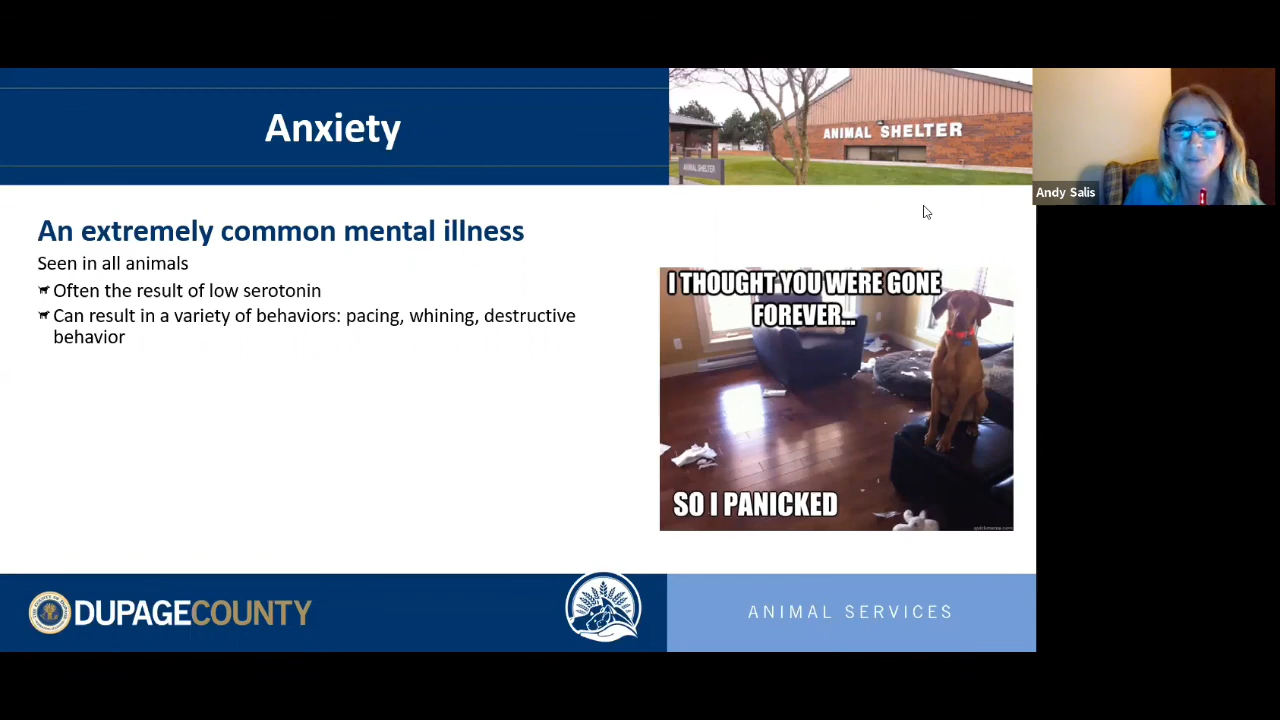 Anxiety
ANIMAL SHELTER
ANIMAL SHELTER
Andy Salis
An extremely common mental illness
Seen in all animals
Often the result of low serotonin
Can result in a variety of behaviors: pacing, whining, destructive
behavior
I THOUGHT YOU WERE GONE
FOREVER...
SO I PANICKED
DUPAGECOUNTY
ANIMAL SERVICES